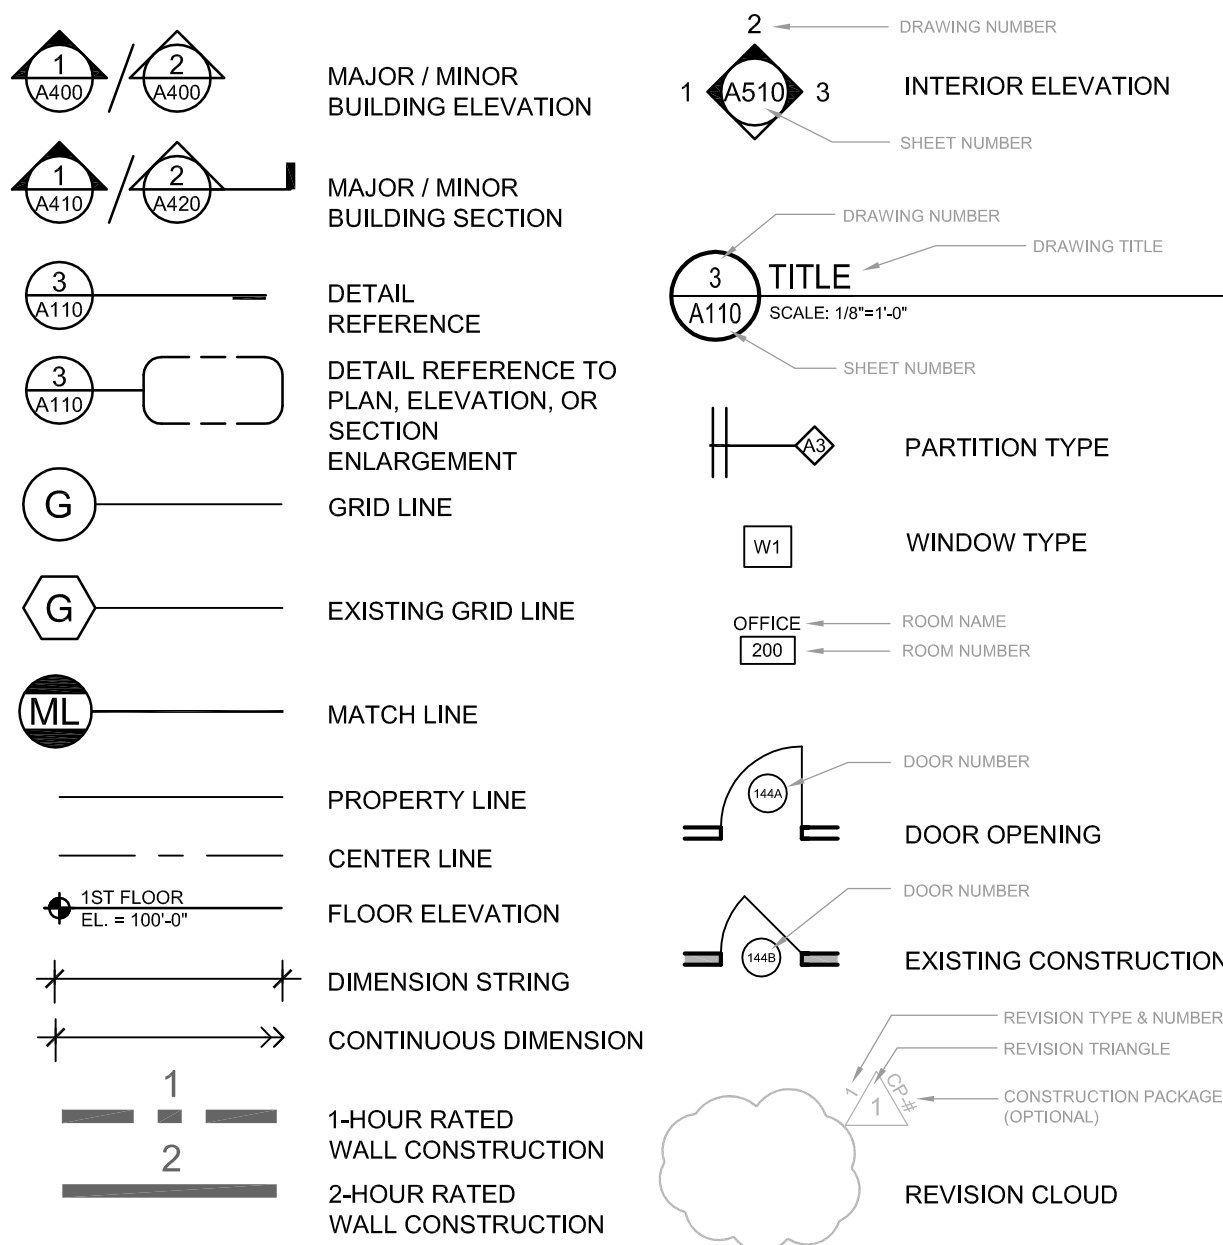 1
A400
2
A400
MAJOR / MINOR
BUILDING ELEVATION
1
A410
2
A420
MAJOR / MINOR
BUILDING SECTION
3
A110
DETAIL
REFERENCE
3
A110
DETAIL REFERENCE TO
PLAN, ELEVATION, OR
SECTION
ENLARGEMENT
G
GRID LINE
G
EXISTING GRID LINE
ML
MATCH LINE
PROPERTY LINE
CENTER LINE
1ST FLOOR
EL. = 100'-0"
FLOOR ELEVATION
DIMENSION STRING
CONTINUOUS DIMENSION
1
1-HOUR RATED
WALL CONSTRUCTION
2
2-HOUR RATED
WALL CONSTRUCTION
2
DRAWING NUMBER
1
A510
3
INTERIOR ELEVATION
SHEET NUMBER
DRAWING NUMBER
DRAWING TITLE
3
TITLE
A110
SCALE: 1/8"=1'-0"
SHEET NUMBER
A3
PARTITION TYPE
W1
WINDOW TYPE
OFFICE
ROOM NAME
200
ROOM NUMBER
DOOR NUMBER
144A
DOOR OPENING
DOOR NUMBER
144B
EXISTING CONSTRUCTION
REVISION TYPE & NUMBER
REVISION TRIANGLE
1
1
CP-#
CONSTRUCTION PACKAGE
(OPTIONAL)
REVISION CLOUD